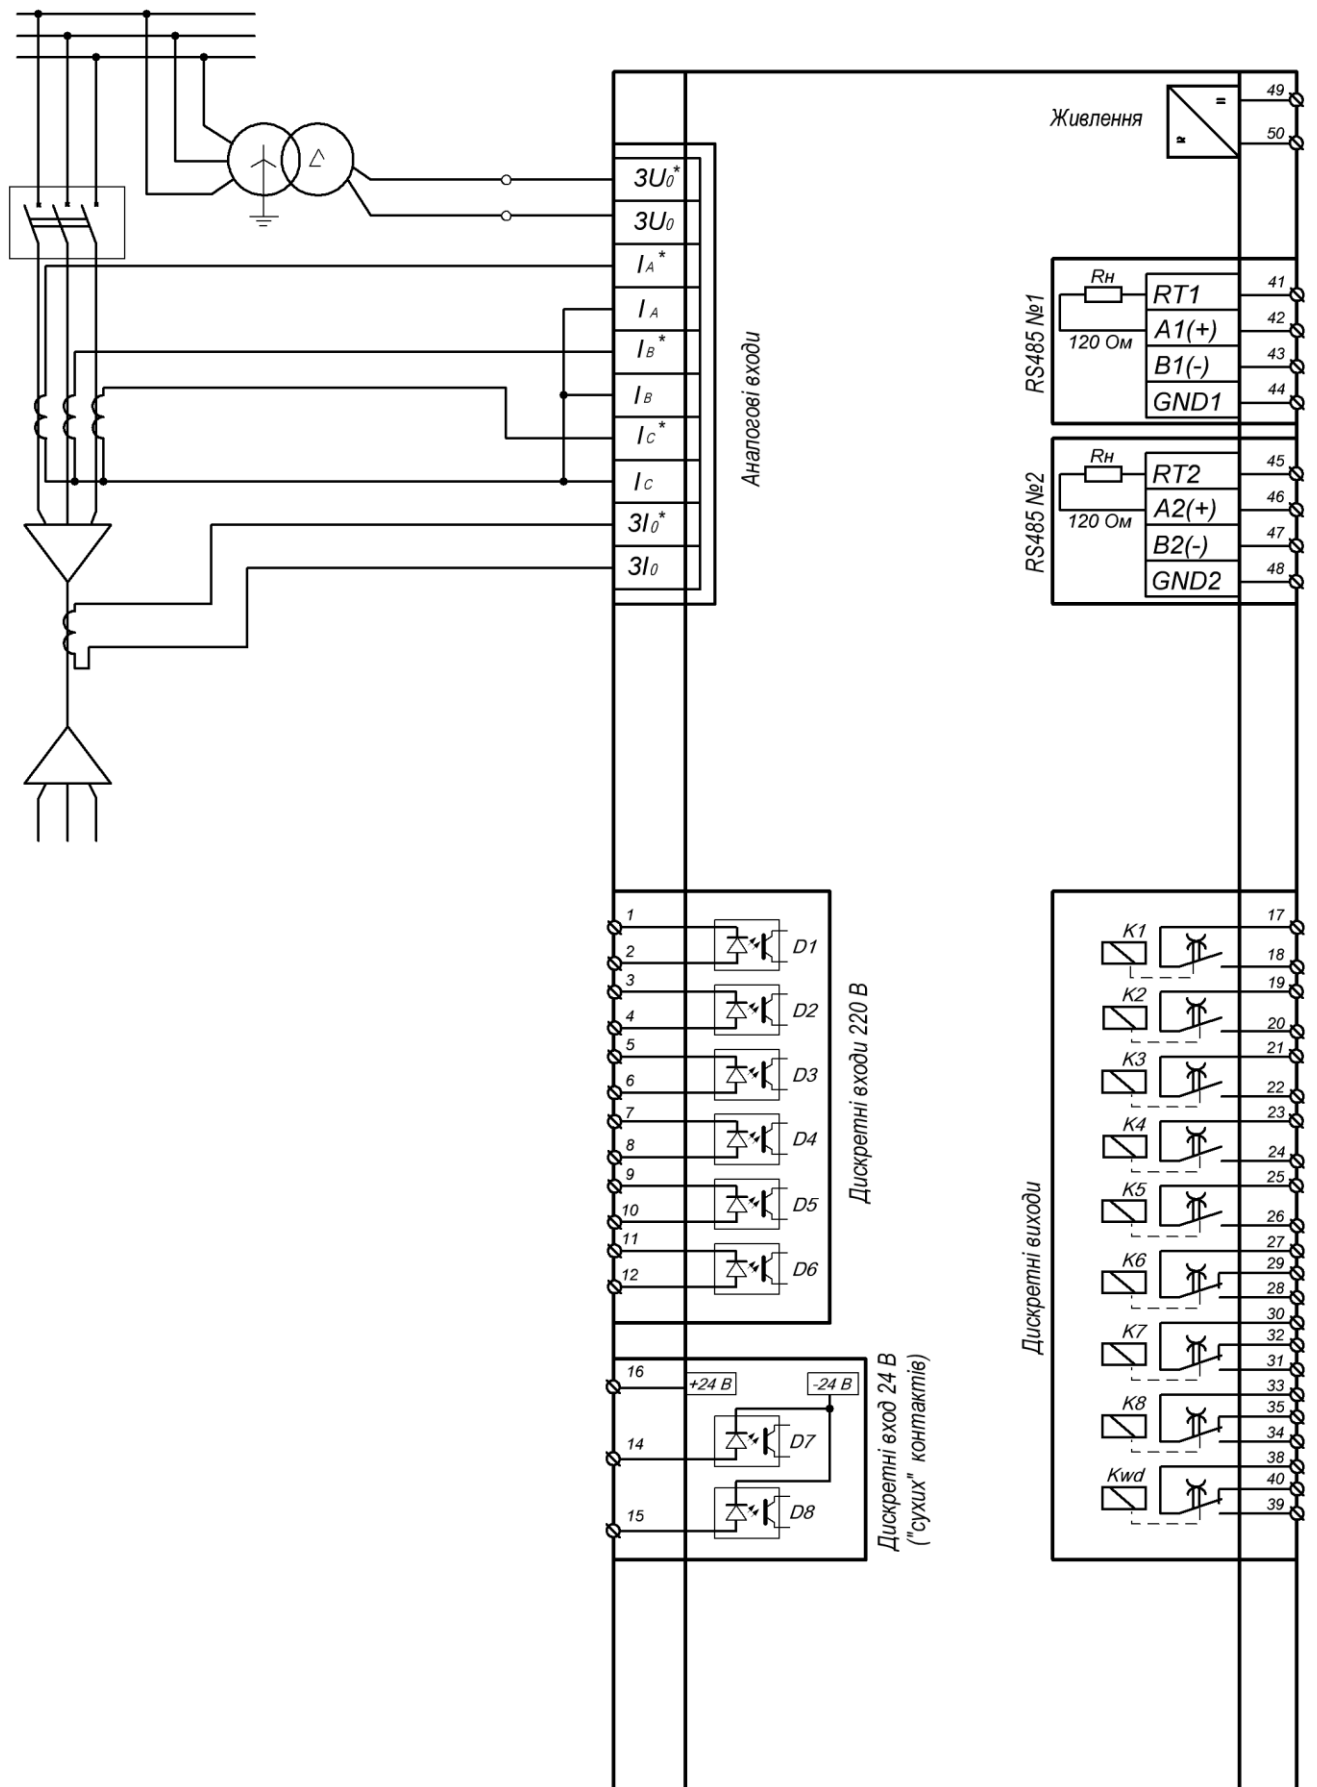 Живлення
49
50
3U0*
3U0
IA*
IA
IB*
IB
IC*
IC
3I0*
3I0
Аналогові входи
RS485 №1
Rн
120 Ом
RT1
A1(+)
B1(-)
GND1
41
42
43
44
RS485 №2
Rн
120 Ом
RT2
A2(+)
B2(-)
GND2
45
46
47
48
1
2
D1
3
4
D2
5
6
D3
7
8
D4
9
10
D5
11
12
D6
Дискретні входи 220 В
16
+24 В
-24 В
14
D7
15
D8
Дискретні вход 24 В
("сухих" контактів)
Дискретні виходи
K1
17
18
K2
19
20
K3
21
22
K4
23
24
K5
25
26
K6
27
29
28
K7
30
32
31
K8
33
35
34
Kwd
38
40
39